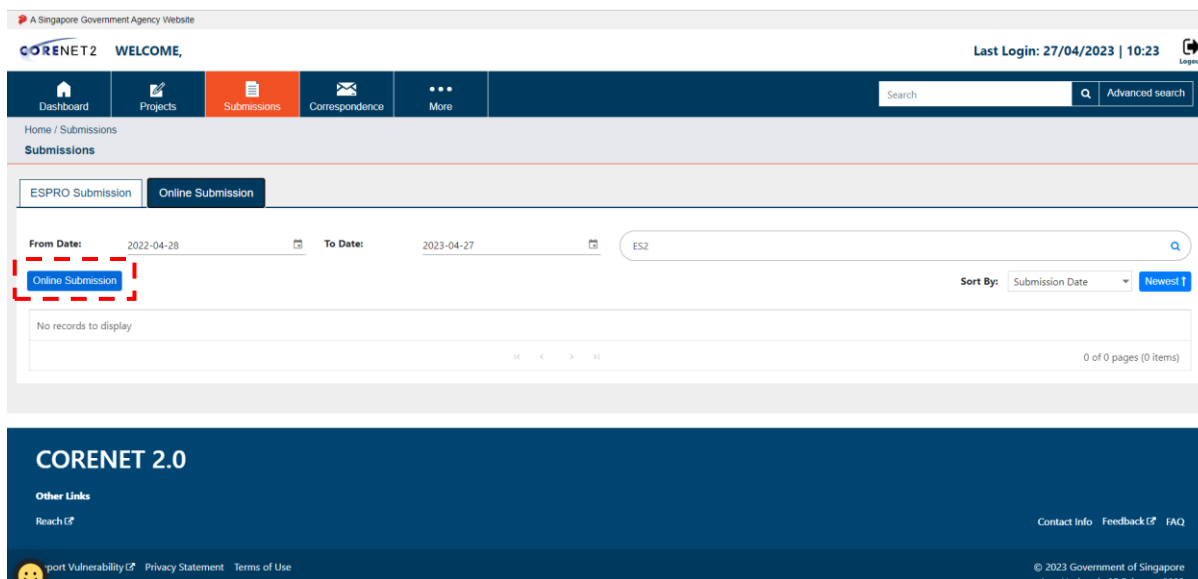 A Singapore Government Agency Website
CORENET2 WELCOME, Last Login: 27/04/2023 | 10:23
Logout
Dashboard Projects Submissions Correspondence More Search Advanced search
Home / Submissions
Submissions
ESPRO Submission Online Submission
From Date: 2022-04-28 To Date: 2023-04-27 ES2
Online Submission Sort By: Submission Date Newest
No records to display
0 of 0 pages (0 items)
CORENET 2.0
Other Links
Reach Contact Info Feedback FAQ
port Vulnerability Privacy Statement Terms of Use © 2023 Government of Singapore